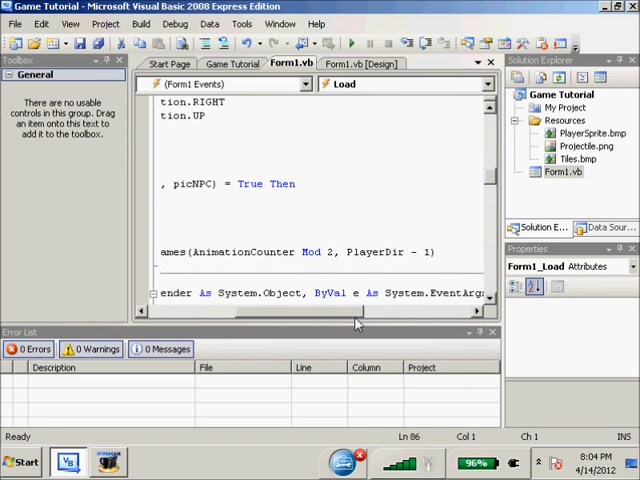 Game Tutorial - Microsoft Visual Basic 2008 Express Edition
File Edit View Project Build Debug Data Tools Window Help
Toolbox
General
There are no usable
controls in this group. Drag
an item onto this text to
add it to the toolbox.
Start Page Game Tutorial Form1.vb Form1.vb [Design]
(Form1 Events) Load
tion.RIGHT
tion.UP
, picNPC) = True Then
ames(AnimationCounter Mod 2, PlayerDir - 1)
ender As System.Object, ByVal e As System.EventArgs
Solution Explorer
Game Tutorial
My Project
Resources
PlayerSprite.bmp
Projectile.png
Tiles.bmp
Form1.vb
Solution E... Data Sour...
Properties
Form1_Load Attributes
Error List
0 Errors 0 Warnings 0 Messages
Description File Line Column Project
Ready Ln 86 Col 1 Ch 1
Start VB HYPERCAM 96% 8:04 PM
4/14/2012